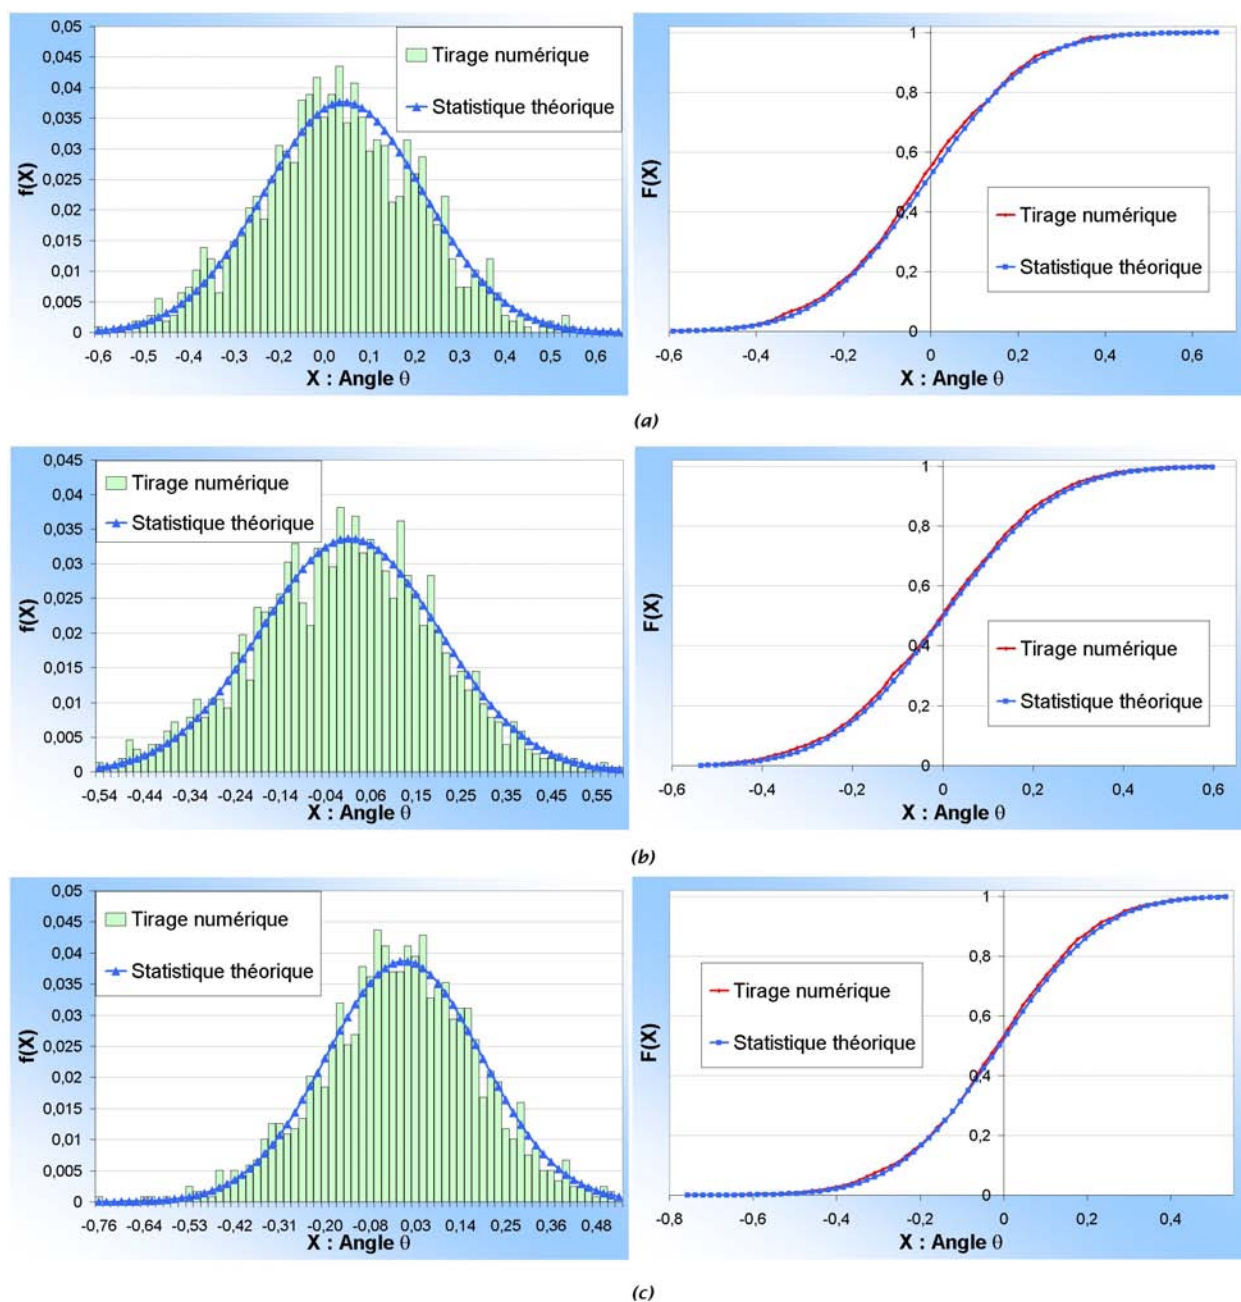 0,05
0,045
0,04
0,035
0,03
0,025
0,02
0,015
0,01
0,005
0
f(X)
Tirage numérique
Statistique théorique
-0,6 -0,5 -0,4 -0,3 -0,2 -0,1 0,0 0,1 0,1 0,2 0,3 0,4 0,5 0,6
X : Angle θ
1
0,8
0,6
0,4
0,2
0
F(X)
Tirage numérique
Statistique théorique
-0,6 -0,4 -0,2 0 0,2 0,4 0,6
X : Angle θ
(a)
0,045
0,04
0,035
0,03
0,025
0,02
0,015
0,01
0,005
0
f(X)
Tirage numérique
Statistique théorique
-0,54 -0,44 -0,34 -0,24 -0,14 -0,04 0,06 0,15 0,25 0,35 0,45 0,55
X : Angle θ
1
0,8
0,6
0,4
0,2
0
F(X)
Tirage numérique
Statistique théorique
-0,6 -0,4 -0,2 0 0,2 0,4 0,6
X : Angle θ
(b)
0,05
0,045
0,04
0,035
0,03
0,025
0,02
0,015
0,01
0,005
0
f(X)
Tirage numérique
Statistique théorique
-0,76 -0,64 -0,53 -0,42 -0,31 -0,20 -0,08 0,03 0,14 0,25 0,36 0,48
X : Angle θ
1
0,8
0,6
0,4
0,2
0
F(X)
Tirage numérique
Statistique théorique
-0,8 -0,6 -0,4 -0,2 0 0,2 0,4
X : Angle θ
(c)